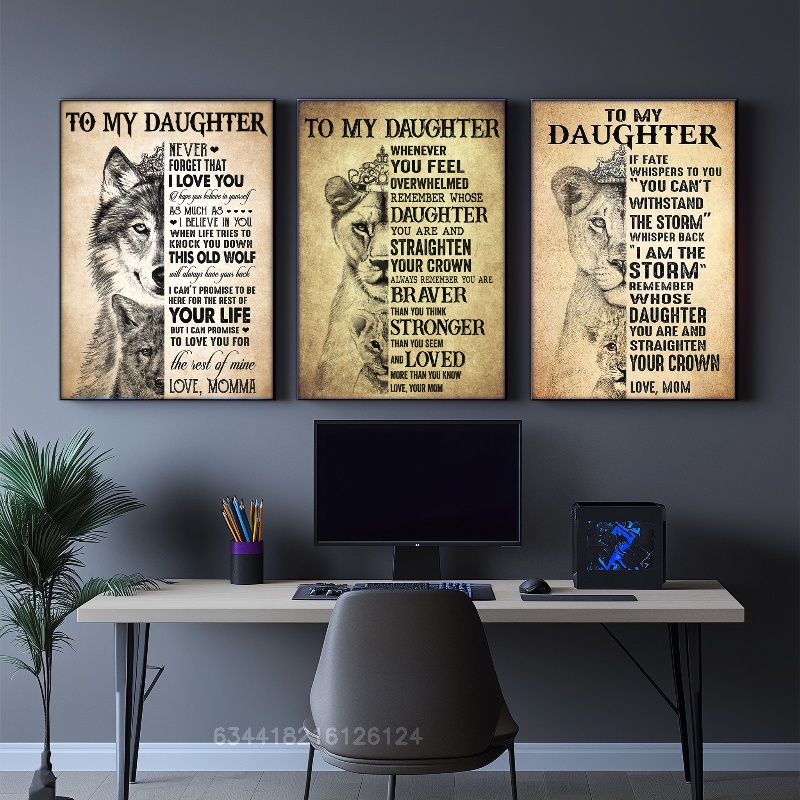 TO MY DAUGHTER
NEVER ♥
FORGET THAT
I LOVE YOU
I hope you believe in yourself
AS MUCH AS ♥♥♥♥
♥ I BELIEVE IN YOU
WHEN LIFE TRIES TO
KNOCK YOU DOWN
THIS OLD WOLF
will always have your back
I CAN'T PROMISE TO BE
HERE FOR THE REST OF
YOUR LIFE
BUT I CAN PROMISE ♥
TO LOVE YOU FOR
the rest of mine
LOVE, MOMMA
TO MY DAUGHTER
WHENEVER
YOU FEEL
OVERWHELMED
REMEMBER WHOSE
DAUGHTER
YOU ARE AND
STRAIGHTEN
YOUR CROWN
ALWAYS REMEMBER YOU ARE
BRAVER
THAN YOU THINK
STRONGER
THAN YOU SEEM
AND LOVED
MORE THAN YOU KNOW
LOVE, YOUR MOM
TO MY
DAUGHTER
IF FATE
WHISPERS TO YOU
"YOU CAN'T
WITHSTAND
THE STORM"
WHISPER BACK
"I AM THE
STORM"
REMEMBER
WHOSE
DAUGHTER
YOU ARE AND
STRAIGHTEN
YOUR CROWN
LOVE, MOM
634418216126124